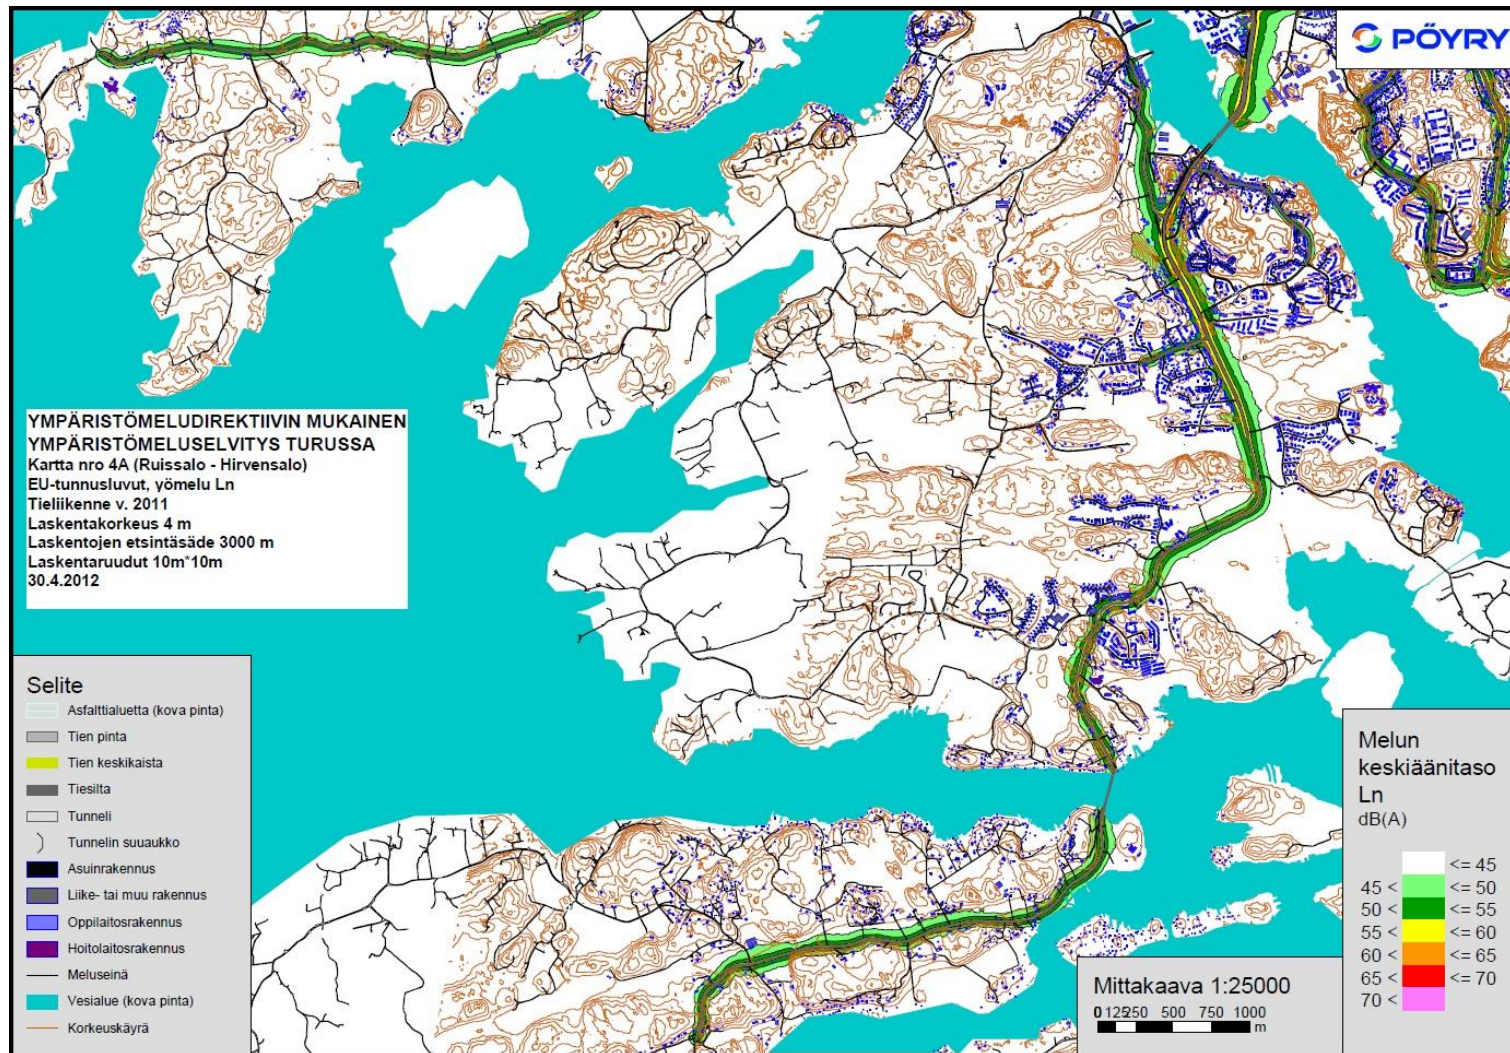 PÖYRY
YMPÄRISTÖMELUDIREKTIIVIN MUKAINEN
YMPÄRISTÖMELUSELVITYS TURUSSA
Kartta nro 4A (Ruissalo - Hirvensalo)
EU-tunnusluvut, yömelu Ln
Tieliikenne v. 2011
Laskentakorkeus 4 m
Laskentojen etsintäsäde 3000 m
Laskentaruudut 10m*10m
30.4.2012
Selite
Asfalttialuetta (kova pinta)
Tien pinta
Tien keskikaista
Tiesilta
Tunneli
Tunnelin suuaukko
Asuinrakennus
Liike- tai muu rakennus
Oppilaitosrakennus
Hoitolaitosrakennus
Meluseinä
Vesialue (kova pinta)
Korkeuskäyrä
Mittakaava 1:25000
0 125250 500 750 1000
m
Melun
keskiäänitaso
Ln
dB(A)
<= 45
45 < <= 50
50 < <= 55
55 < <= 60
60 < <= 65
65 < <= 70
70 <